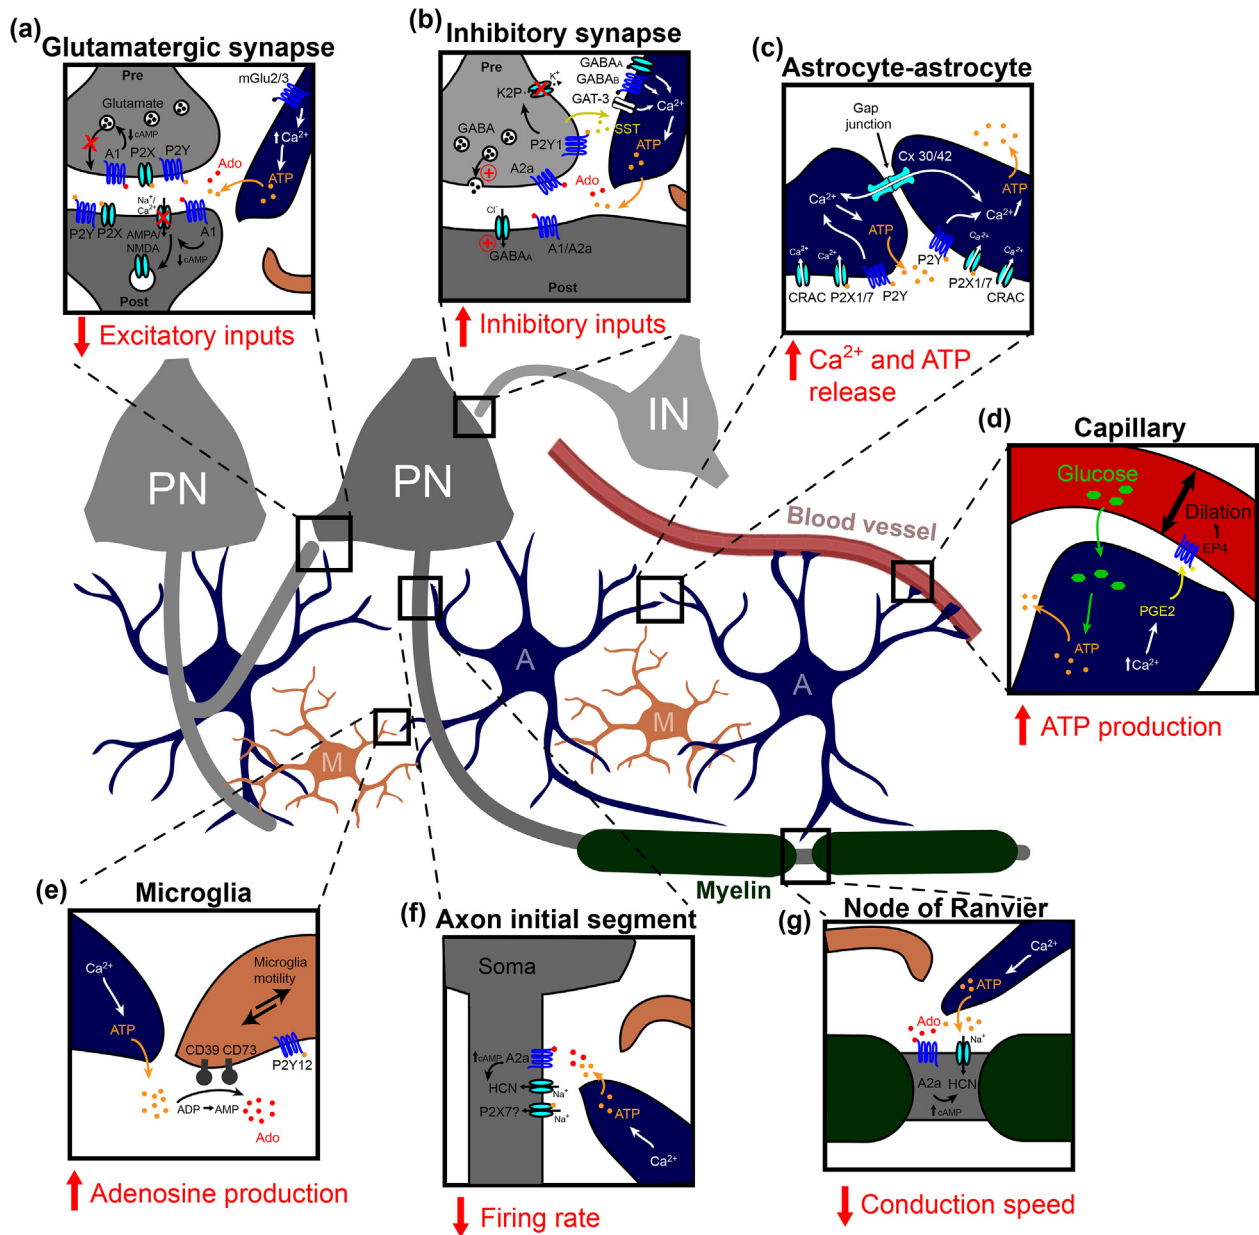 (a)
Glutamatergic synapse
Pre
mGlu2/3
Glutamate
↓cAMP
↑Ca²⁺
A1
P2X
P2Y
Ado
ATP
Na⁺/
Ca²⁺
P2Y
P2X
AMPA/
NMDA
A1
↓cAMP
Post
↓ Excitatory inputs
(b)
Inhibitory synapse
Pre
GABAA
GABAB
K⁺
K2P
GAT-3
Ca²⁺
GABA
P2Y1
SST
ATP
A2a
Ado
Cl⁻
GABAA
A1/A2a
Post
↑ Inhibitory inputs
(c)
Astrocyte-astrocyte
Gap
junction
Cx 30/42
ATP
Ca²⁺
Ca²⁺
ATP
P2Y
Ca²⁺
Ca²⁺
Ca²⁺
Ca²⁺
CRAC
P2X1/7
P2Y
P2X1/7
CRAC
↑ Ca²⁺ and ATP
release
PN
PN
IN
Blood vessel
A
A
M
M
Myelin
(d)
Capillary
Glucose
Dilation
EP4
PGE2
ATP
↑Ca²⁺
↑ ATP production
(e)
Microglia
Ca²⁺
Microglia
motility
ATP
CD39 CD73
P2Y12
ADP→AMP
Ado
↑ Adenosine production
(f)
Axon initial segment
Soma
↑cAMP
A2a
HCN
Na⁺
P2X7?
Na⁺
ATP
Ca²⁺
↓ Firing rate
(g)
Node of Ranvier
Ca²⁺
ATP
Ado
Na⁺
A2a
HCN
↑cAMP
↓ Conduction speed